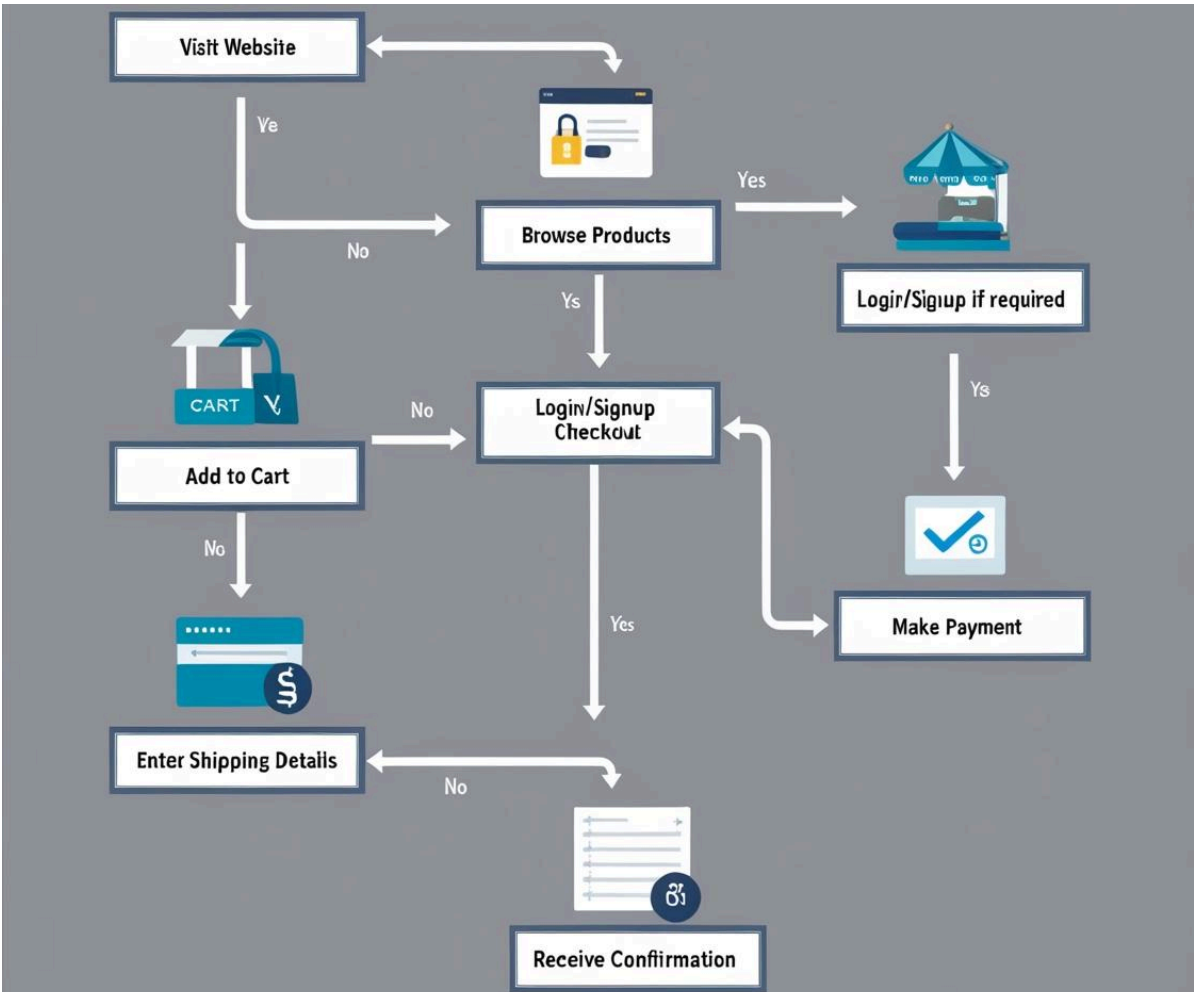 Visit Website
Ye
Yes
No
Browse Products
Ys
Login/Signup if required
CART
No
Login/Signup
Checkout
Ys
Add to Cart
No
Yes
Make Payment
$
Enter Shipping Details
No
Receive Confirmation